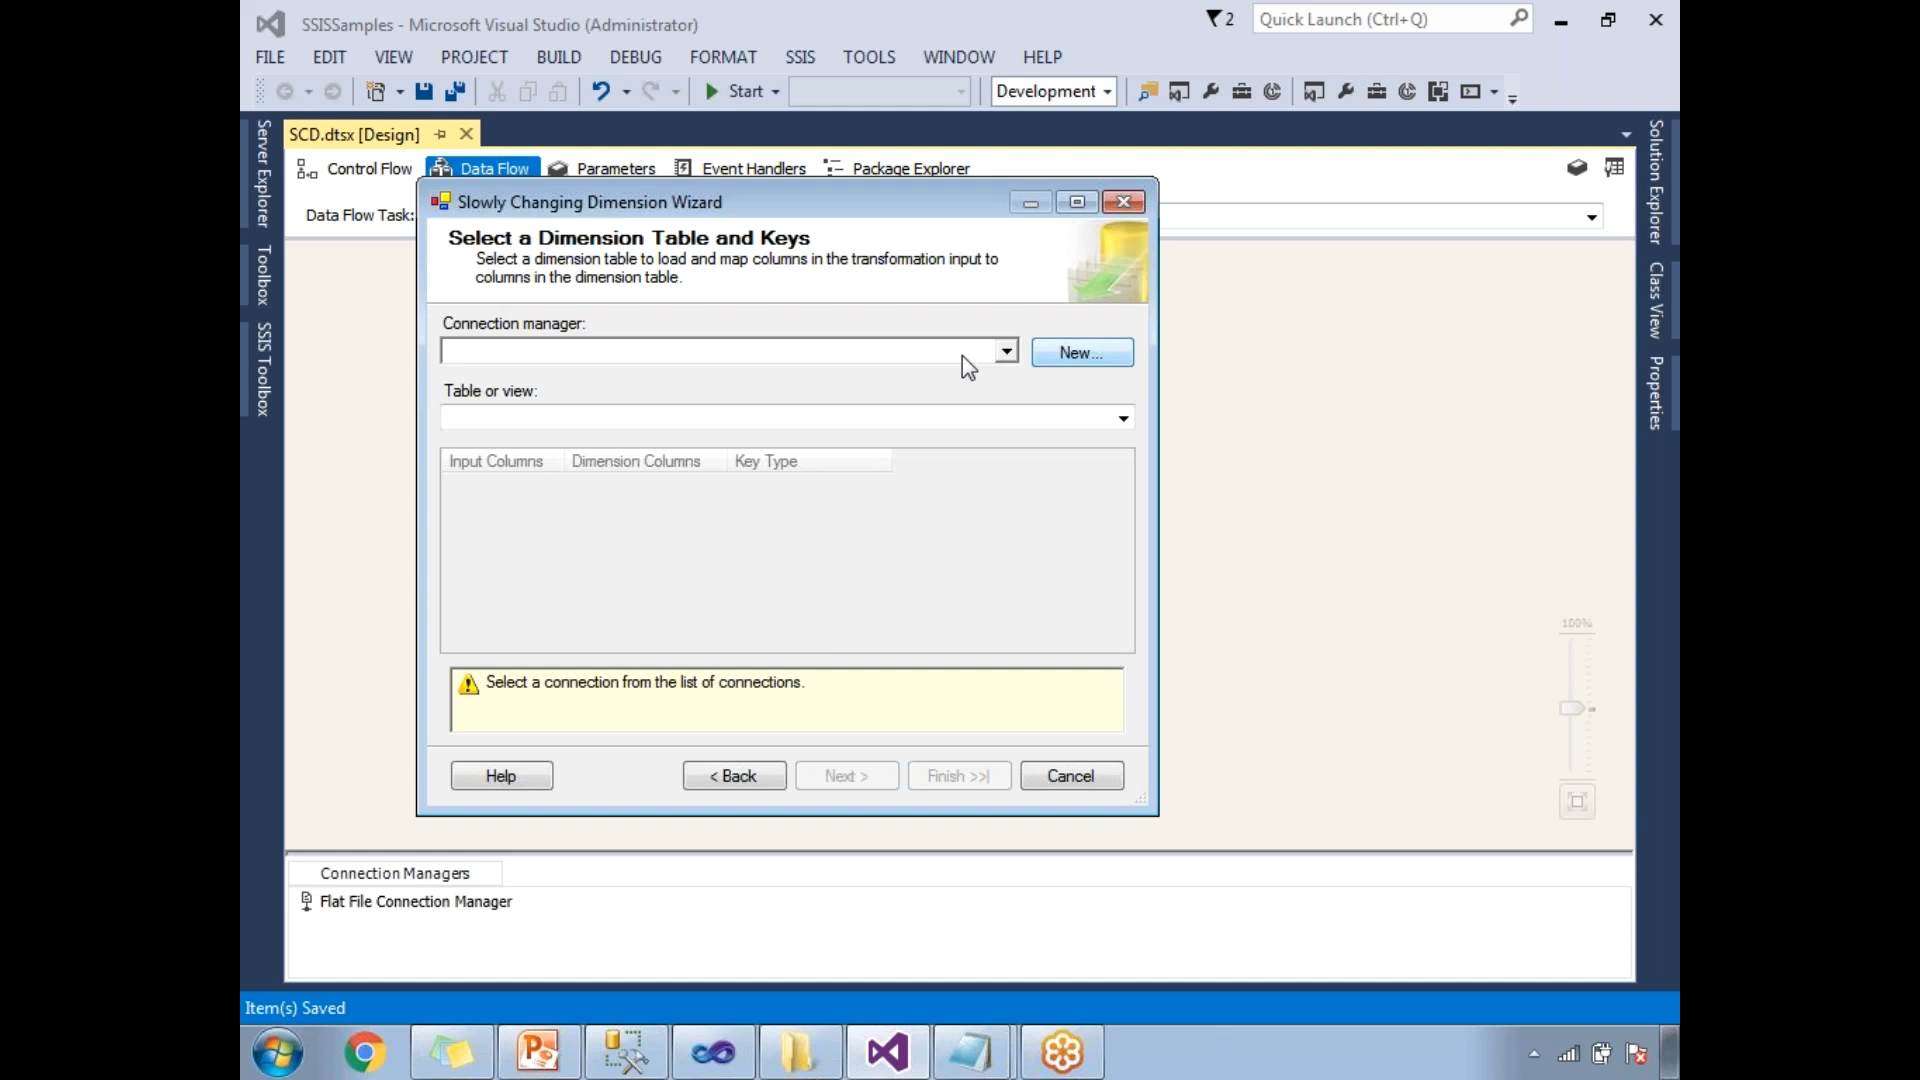 SSISSamples - Microsoft Visual Studio (Administrator)
2
Quick Launch (Ctrl+Q)
FILE EDIT VIEW PROJECT BUILD DEBUG FORMAT SSIS TOOLS WINDOW HELP
Start
Development
SCD.dtsx [Design]
Control Flow
Data Flow
Parameters
Event Handlers
Package Explorer
Data Flow Task:
Server Explorer
Toolbox
SSIS Toolbox
Solution Explorer
Class View
Properties
Slowly Changing Dimension Wizard
Select a Dimension Table and Keys
Select a dimension table to load and map columns in the transformation input to
columns in the dimension table.
Connection manager:
New...
Table or view:
Input Columns Dimension Columns Key Type
Select a connection from the list of connections.
Help
< Back
Next >
Finish >>|
Cancel
100%
Connection Managers
Flat File Connection Manager
Item(s) Saved